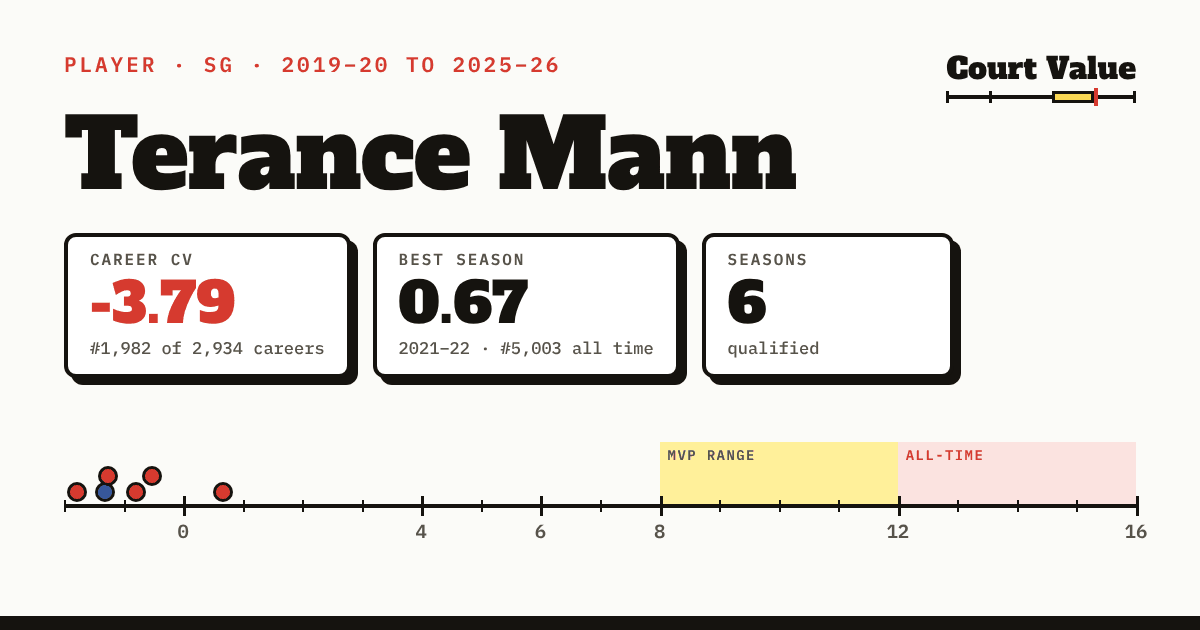 PLAYER · SG · 2019–20 TO 2025–26
Court Value
Terance Mann
CAREER CV
-3.79
#1,982 of 2,934 careers
BEST SEASON
0.67
2021–22 · #5,003 all time
SEASONS
6
qualified
MVP RANGE
ALL-TIME
0
4
6
8
12
16